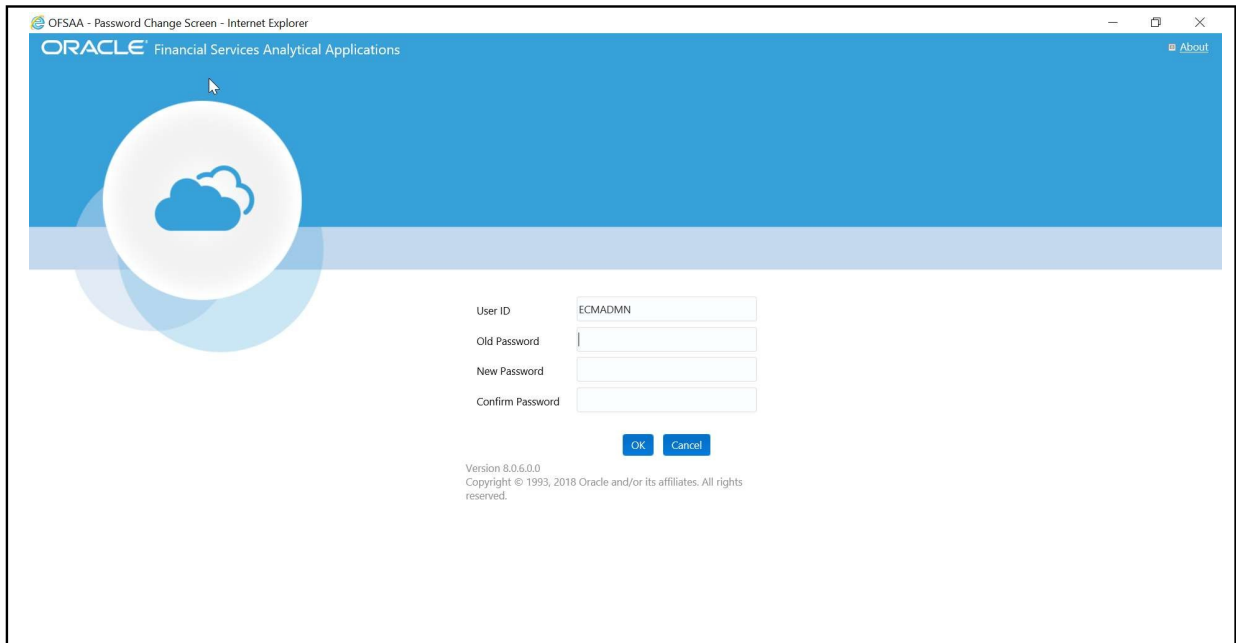 OFSAA - Password Change Screen - Internet Explorer
ORACLE® Financial Services Analytical Applications
About
User ID ECMADMN
Old Password
New Password
Confirm Password
OK Cancel
Version 8.0.6.0.0
Copyright © 1993, 2018 Oracle and/or its affiliates. All rights
reserved.